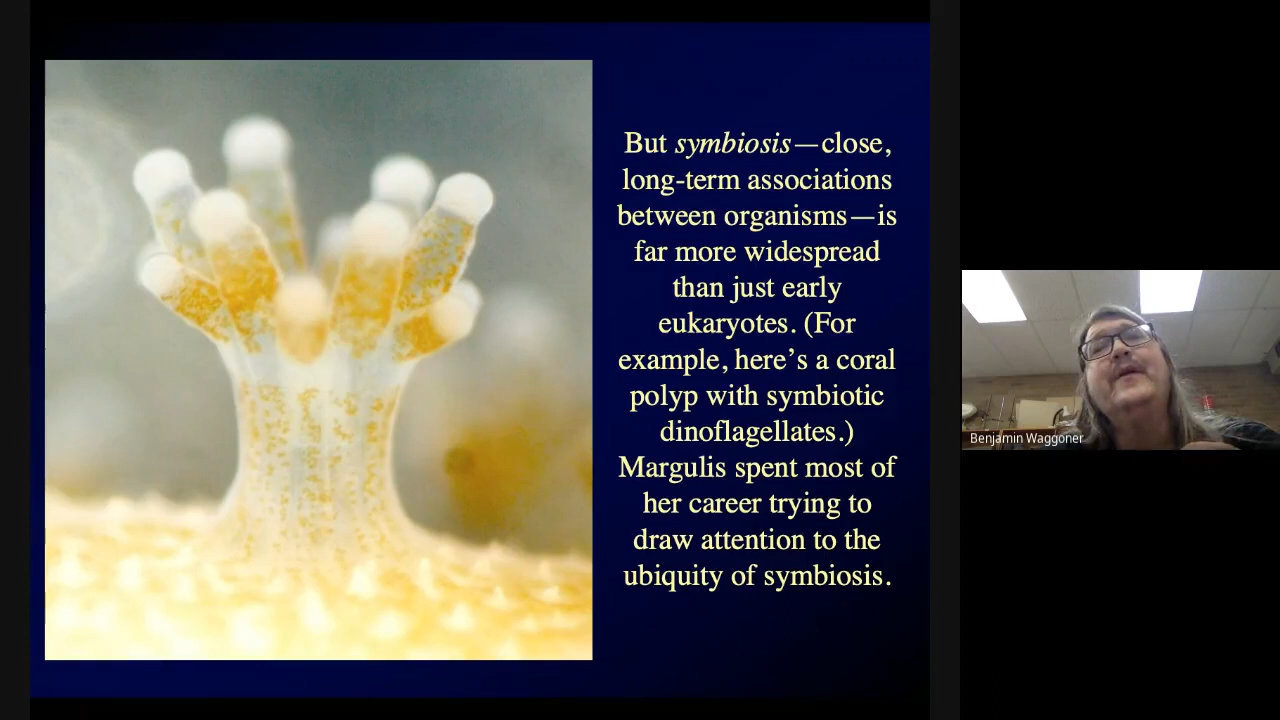 But symbiosis—close,
long-term associations
between organisms—is
far more widespread
than just early
eukaryotes. (For
example, here’s a coral
polyp with symbiotic
dinoflagellates.)
Margulis spent most of
her career trying to
draw attention to the
ubiquity of symbiosis.
Benjamin Waggoner